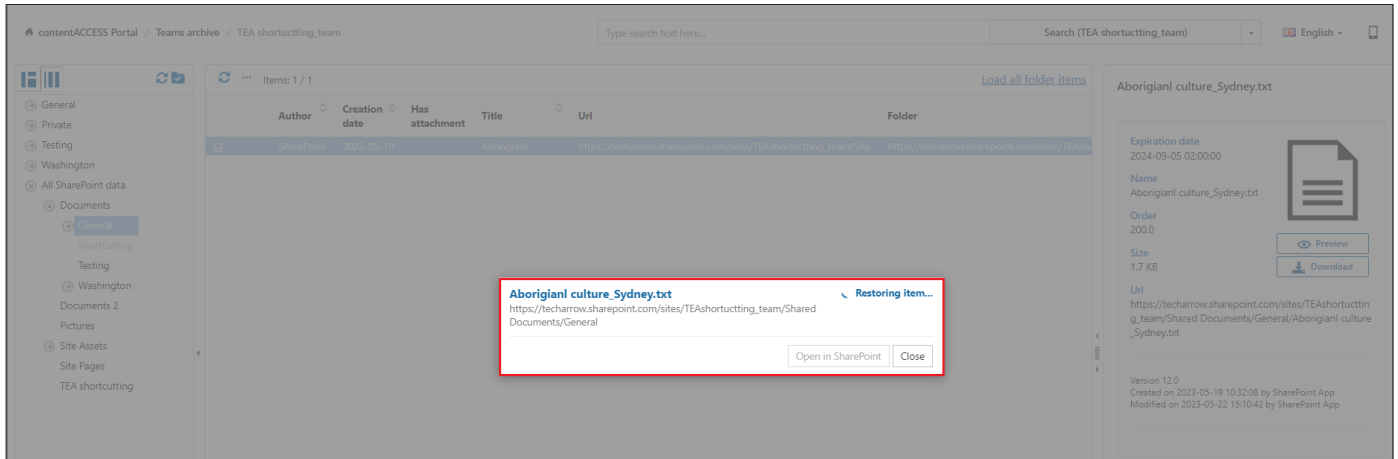 contentACCESS Portal / Teams archive / TEA shortuctting_team
Type search text here...
Search (TEA shortuctting_team)
English
General
Private
Testing
Washington
All SharePoint data
Documents
General
Shortcutting
Testing
Washington
Documents 2
Pictures
Site Assets
Site Pages
TEA shortcutting
Items: 1 / 1
Load all folder items
Author Creation date Has attachment Title Url Folder
SharePoint 2023-05-19 Aborigianl https://techarrow.sharepoint.com/sites/TEAshortuctting_team/Sha https://techarrow.sharepoint.com/sites/TEAsho
Aborigianl culture_Sydney.txt Restoring item...
https://techarrow.sharepoint.com/sites/TEAshortuctting_team/Shared
Documents/General
Open in SharePoint Close
Aborigianl culture_Sydney.txt
Expiration date
2024-09-05 02:00:00
Name
Aborigianl culture_Sydney.txt
Order
200.0
Size
1.7 KB
Preview
Download
Url
https://techarrow.sharepoint.com/sites/TEAshortucttin
g_team/Shared Documents/General/Aborigianl culture
_Sydney.txt
Version 12.0
Created on 2023-05-19 10:32:08 by SharePoint App
Modified on 2023-05-22 15:10:42 by SharePoint App